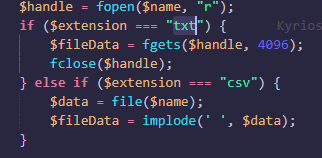 $handle = fopen($name, "r");
if ($extension === "txt") {
Kyrios
$fileData = fgets($handle, 4096);
fclose($handle);
} else if ($extension === "csv") {
$data = file($name);
$fileData = implode(' ', $data);
}